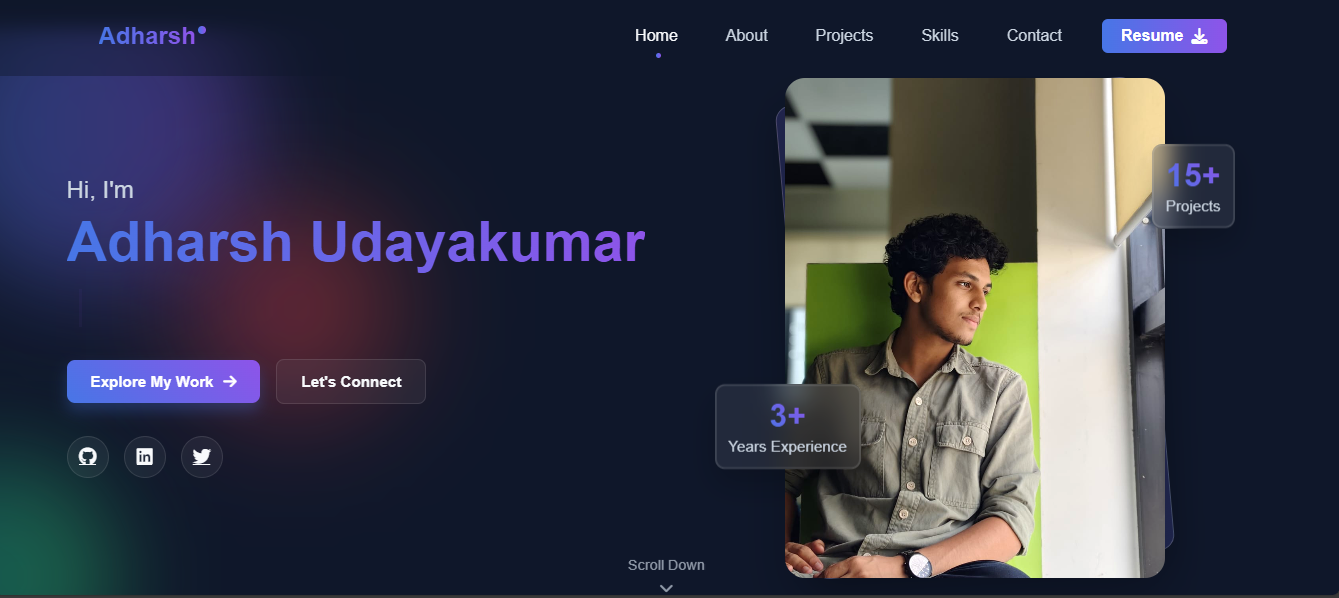 Adharsh
Home About Projects Skills Contact Resume
Hi, I'm
Adharsh Udayakumar
Explore My Work Let's Connect
15+
Projects
3+
Years Experience
Scroll Down